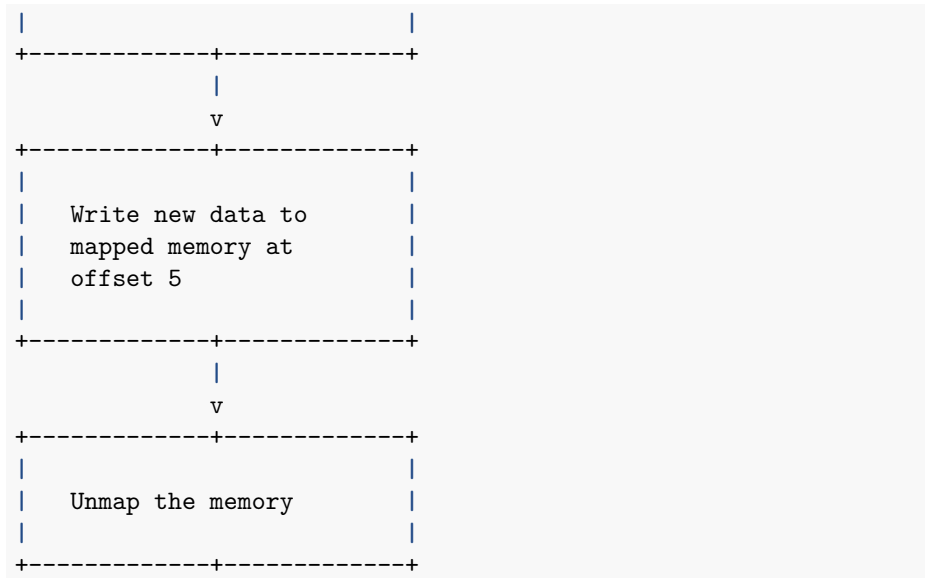 |                           |
+-------------+-------------+
              |
              v
+-------------+-------------+
|                           |
|   Write new data to       |
|   mapped memory at        |
|   offset 5                |
|                           |
+-------------+-------------+
              |
              v
+-------------+-------------+
|                           |
|   Unmap the memory        |
|                           |
+-------------+-------------+